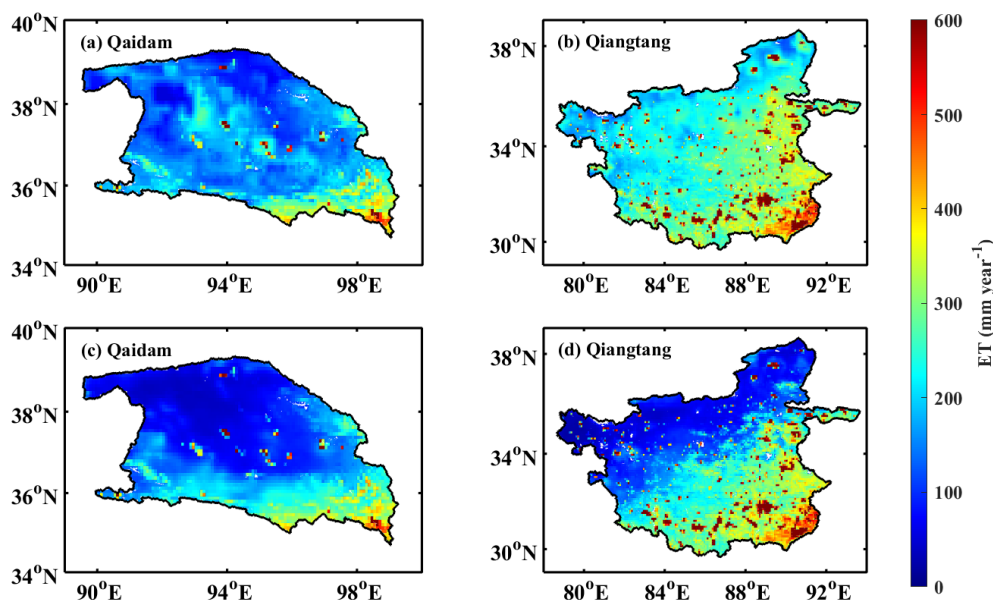 (a) Qaidam
40°N
38°N
36°N
34°N
90°E 94°E 98°E
(b) Qiangtang
38°N
34°N
30°N
80°E 84°E 88°E 92°E
(c) Qaidam
40°N
38°N
36°N
34°N
90°E 94°E 98°E
(d) Qiangtang
38°N
34°N
30°N
80°E 84°E 88°E 92°E
600
500
400
300
200
100
0
ET (mm year⁻¹)